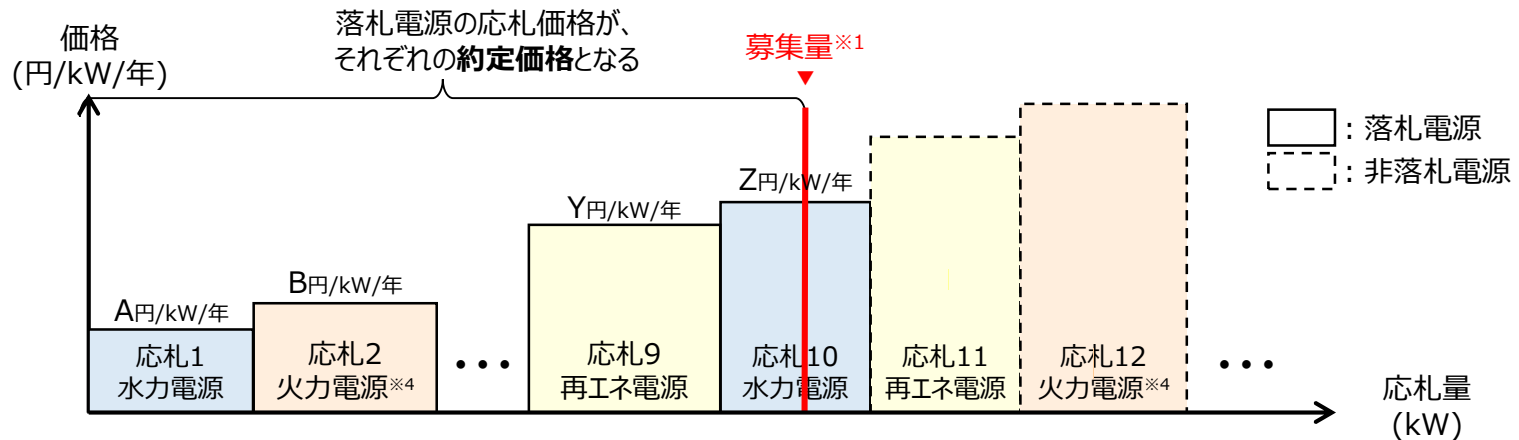 価格
(円/kW/年)
落札電源の応札価格が、
それぞれの約定価格となる
募集量※1
: 落札電源
: 非落札電源
A円/kW/年
B円/kW/年
Y円/kW/年
Z円/kW/年
応札1
水力電源
応札2
火力電源※4
・・・
応札9
再エネ電源
応札10
水力電源
応札11
再エネ電源
応札12
火力電源※4
・・・
応札量
(kW)